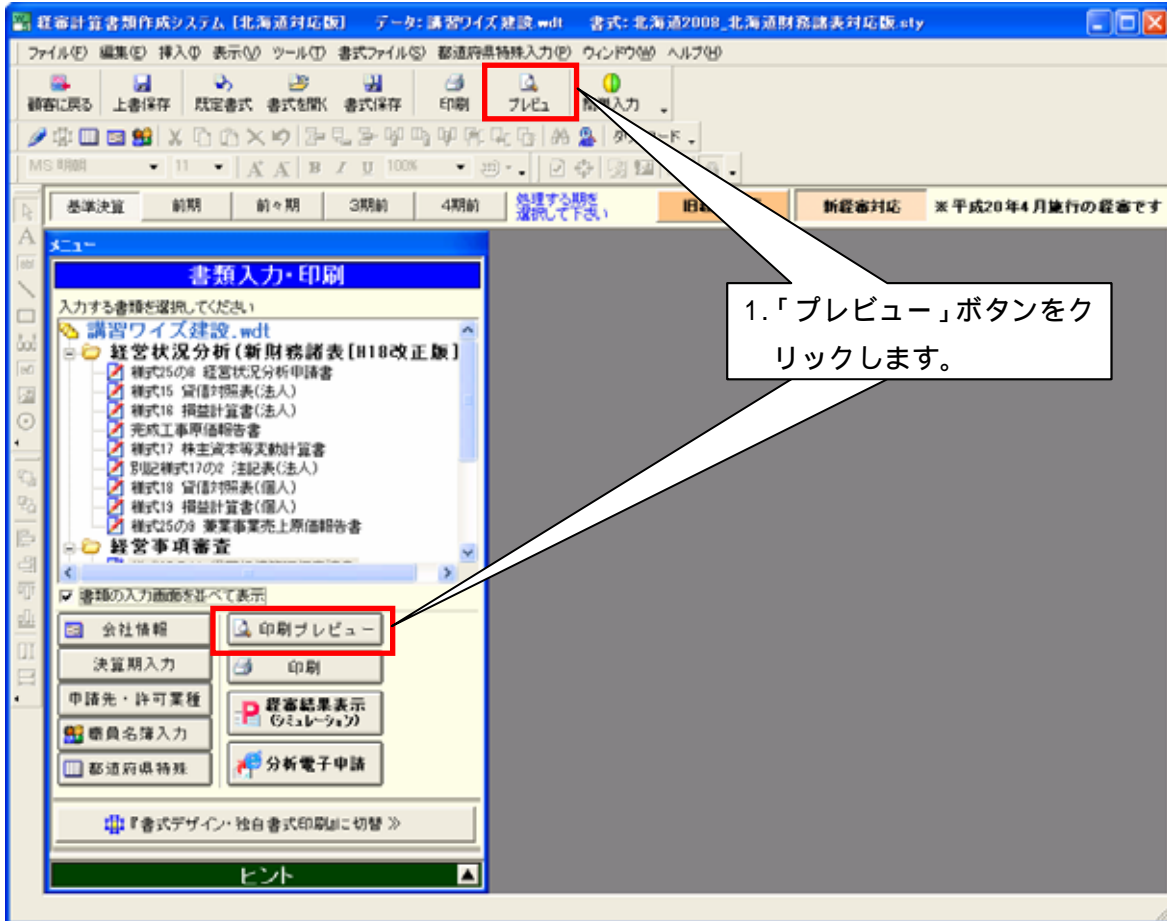 経審計算書類作成システム【北海道対応版】 データ: 講習ワイズ建設.wdt 書式: 北海道2008_北海道財務諸表対応版.sty
ファイル(F) 編集(E) 挿入(I) 表示(V) ツール(T) 書式ファイル(S) 都道府県特殊入力(P) ウィンドウ(W) ヘルプ(H)
顧客に戻る 上書保存 既定書式 書式を開く 書式保存 印刷 プレビュ
MS 明朝 11 B I U 100%
基準決算 前期 前々期 3期前 4期前 処理する期を選択して下さい 新経審対応 ※平成20年4月施行の経審です
メニュー
書類入力・印刷
入力する書類を選択してください
講習ワイズ建設.wdt
経営状況分析(新財務諸表【H18改正版】
様式25の8 経営状況分析申請書
様式15 貸借対照表(法人)
様式16 損益計算書(法人)
完成工事原価報告書
様式17 株主資本等変動計算書
別記様式17の2 注記表(法人)
様式18 貸借対照表(個人)
様式19 損益計算書(個人)
様式25の9 兼業事業売上原価報告書
経営事項審査
書類の入力画面を並べて表示
会社情報 印刷プレビュー
決算期入力 印刷
申請先・許可業種 経審結果表示
(シミュレーション)
職員名簿入力
都道府県特殊 分析電子申請
『書式デザイン・独自書式印刷』に切替 》
ヒント
1.「プレビュー」ボタンをク
リックします。